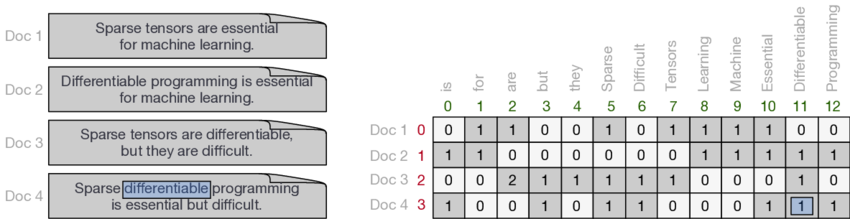 Doc 1
Sparse tensors are essential
for machine learning.
Doc 2
Differentiable programming is essential
for machine learning.
Doc 3
Sparse tensors are differentiable,
but they are difficult.
Doc 4
Sparse differentiable programming
is essential but difficult.
is for are but they Sparse Difficult Tensors Learning Machine Essential Differentiable Programming
0 1 2 3 4 5 6 7 8 9 10 11 12
Doc 1 0 0 1 1 0 0 1 0 1 1 1 1 0 0
Doc 2 1 1 1 0 0 0 0 0 0 1 1 1 1 1
Doc 3 2 0 0 2 1 1 1 1 1 0 0 0 1 0
Doc 4 3 1 0 0 1 0 1 1 0 0 0 1 1 1